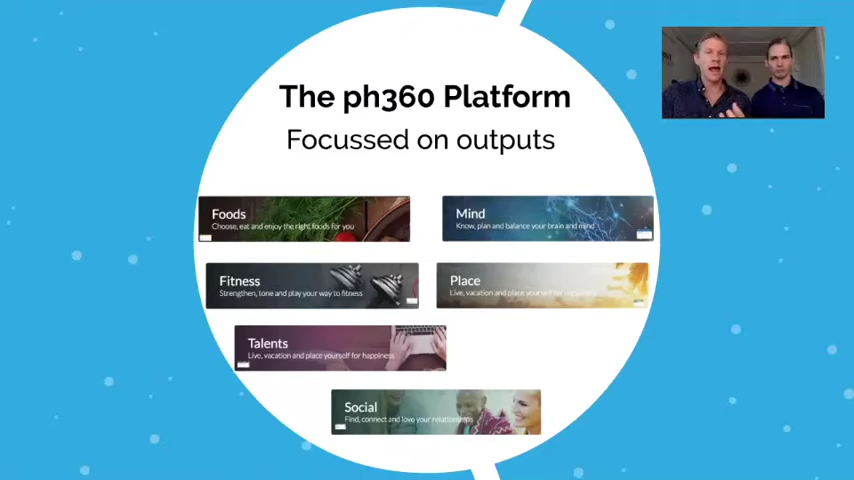 The ph360 Platform
Focussed on outputs
Foods
Choose, eat and enjoy the right foods for you
Mind
Know, plan and balance your brain and mind
Fitness
Strengthen, tone and play your way to fitness
Place
Live, vacation and place yourself for happiness
Talents
Live, vacation and place yourself for happiness
Social
Find, connect and love your relationships